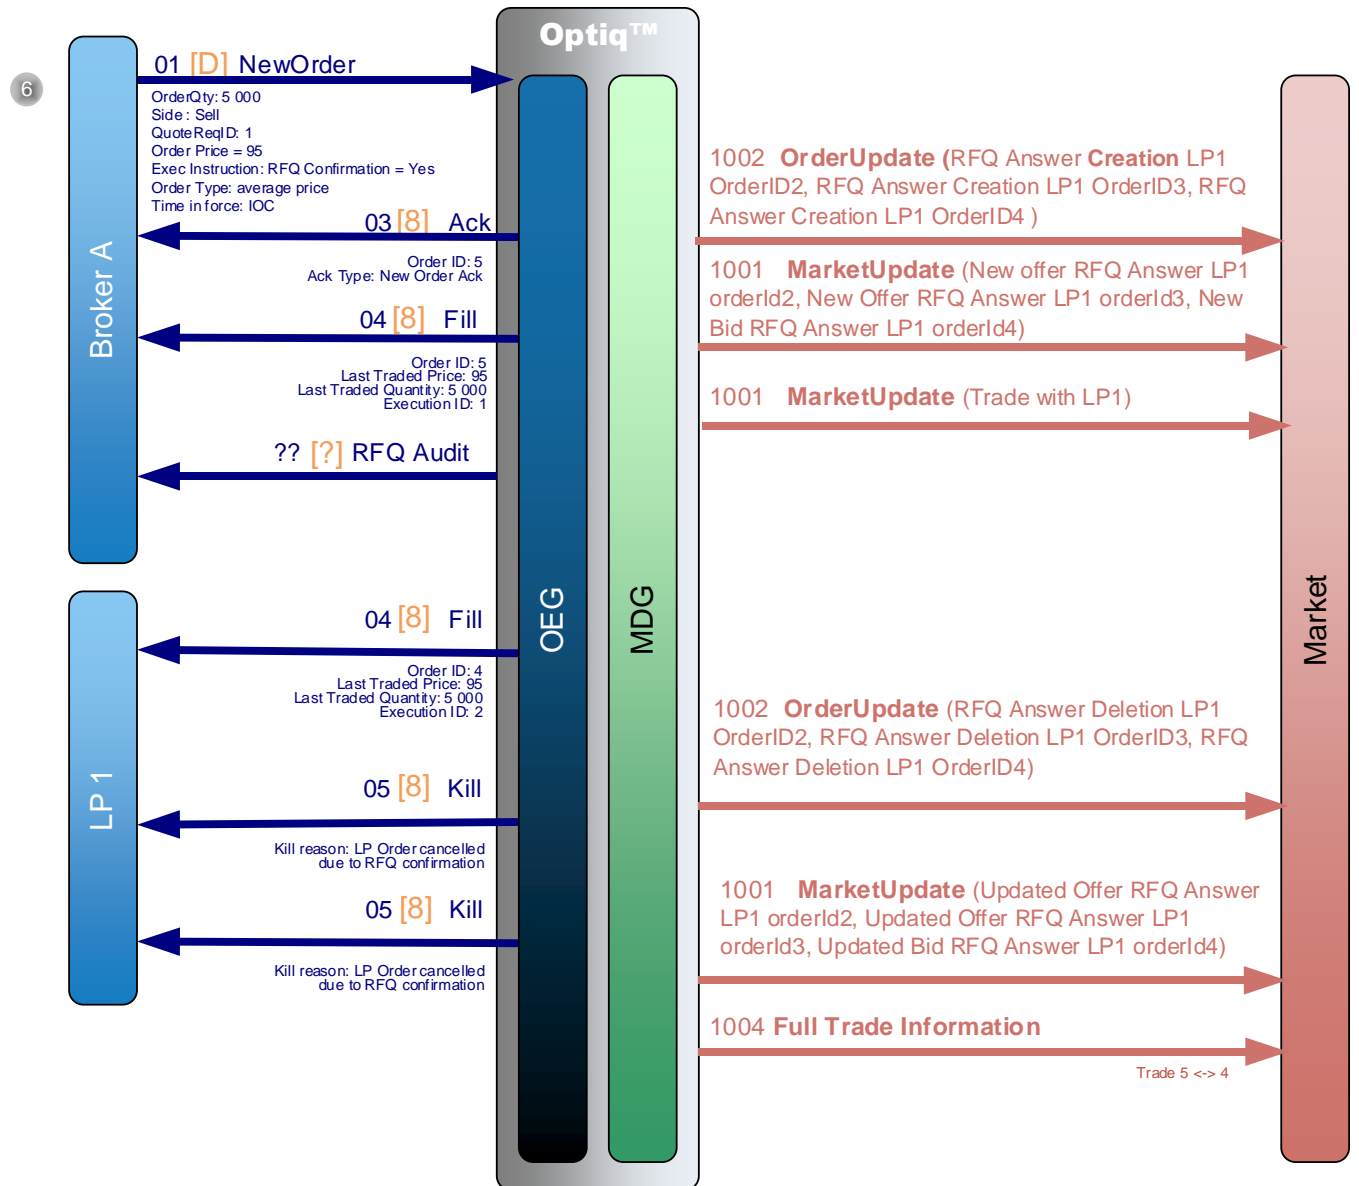 Optiq™
6
01 [D] NewOrder
OrderQty: 5 000
Side : Sell
QuoteReqID: 1
Order Price = 95
Exec Instruction: RFQ Confirmation = Yes
Order Type: average price
Time in force: IOC
03 [8] Ack
Order ID: 5
Ack Type: New Order Ack
04 [8] Fill
Order ID: 5
Last Traded Price: 95
Last Traded Quantity: 5 000
Execution ID: 1
?? [?] RFQ Audit
Broker A
04 [8] Fill
Order ID: 4
Last Traded Price: 95
Last Traded Quantity: 5 000
Execution ID: 2
05 [8] Kill
Kill reason: LP Order cancelled
due to RFQ confirmation
05 [8] Kill
Kill reason: LP Order cancelled
due to RFQ confirmation
LP 1
OEG
MDG
1002 OrderUpdate (RFQ Answer Creation LP1
OrderID2, RFQ Answer Creation LP1 OrderID3, RFQ
Answer Creation LP1 OrderID4 )
1001 MarketUpdate (New offer RFQ Answer LP1
orderId2, New Offer RFQ Answer LP1 orderId3, New
Bid RFQ Answer LP1 orderId4)
1001 MarketUpdate (Trade with LP1)
1002 OrderUpdate (RFQ Answer Deletion LP1
OrderID2, RFQ Answer Deletion LP1 OrderID3, RFQ
Answer Deletion LP1 OrderID4)
1001 MarketUpdate (Updated Offer RFQ Answer
LP1 orderId2, Updated Offer RFQ Answer LP1
orderId3, Updated Bid RFQ Answer LP1 orderId4)
1004 Full Trade Information
Trade 5 <-> 4
Market